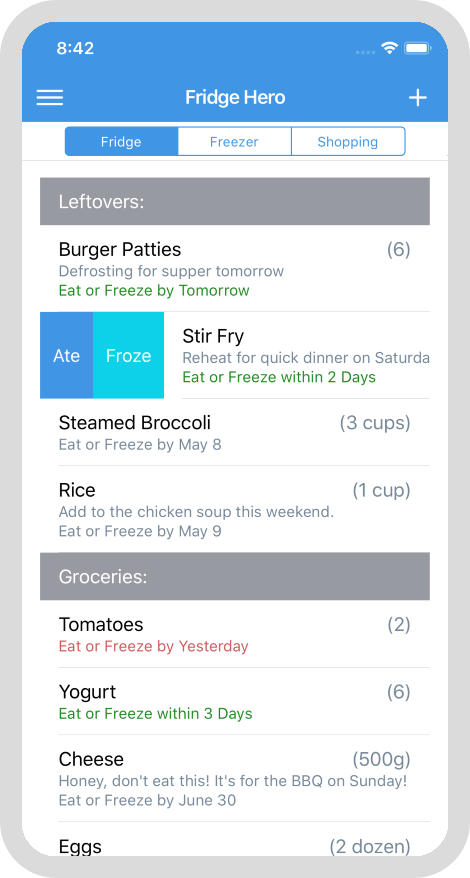 8:42
Fridge Hero
Fridge Freezer Shopping
Leftovers:
Burger Patties (6)
Defrosting for supper tomorrow
Eat or Freeze by Tomorrow
Ate Froze Stir Fry
Reheat for quick dinner on Saturda
Eat or Freeze within 2 Days
Steamed Broccoli (3 cups)
Eat or Freeze by May 8
Rice (1 cup)
Add to the chicken soup this weekend.
Eat or Freeze by May 9
Groceries:
Tomatoes (2)
Eat or Freeze by Yesterday
Yogurt (6)
Eat or Freeze within 3 Days
Cheese (500g)
Honey, don't eat this! It's for the BBQ on Sunday!
Eat or Freeze by June 30
Eggs (2 dozen)